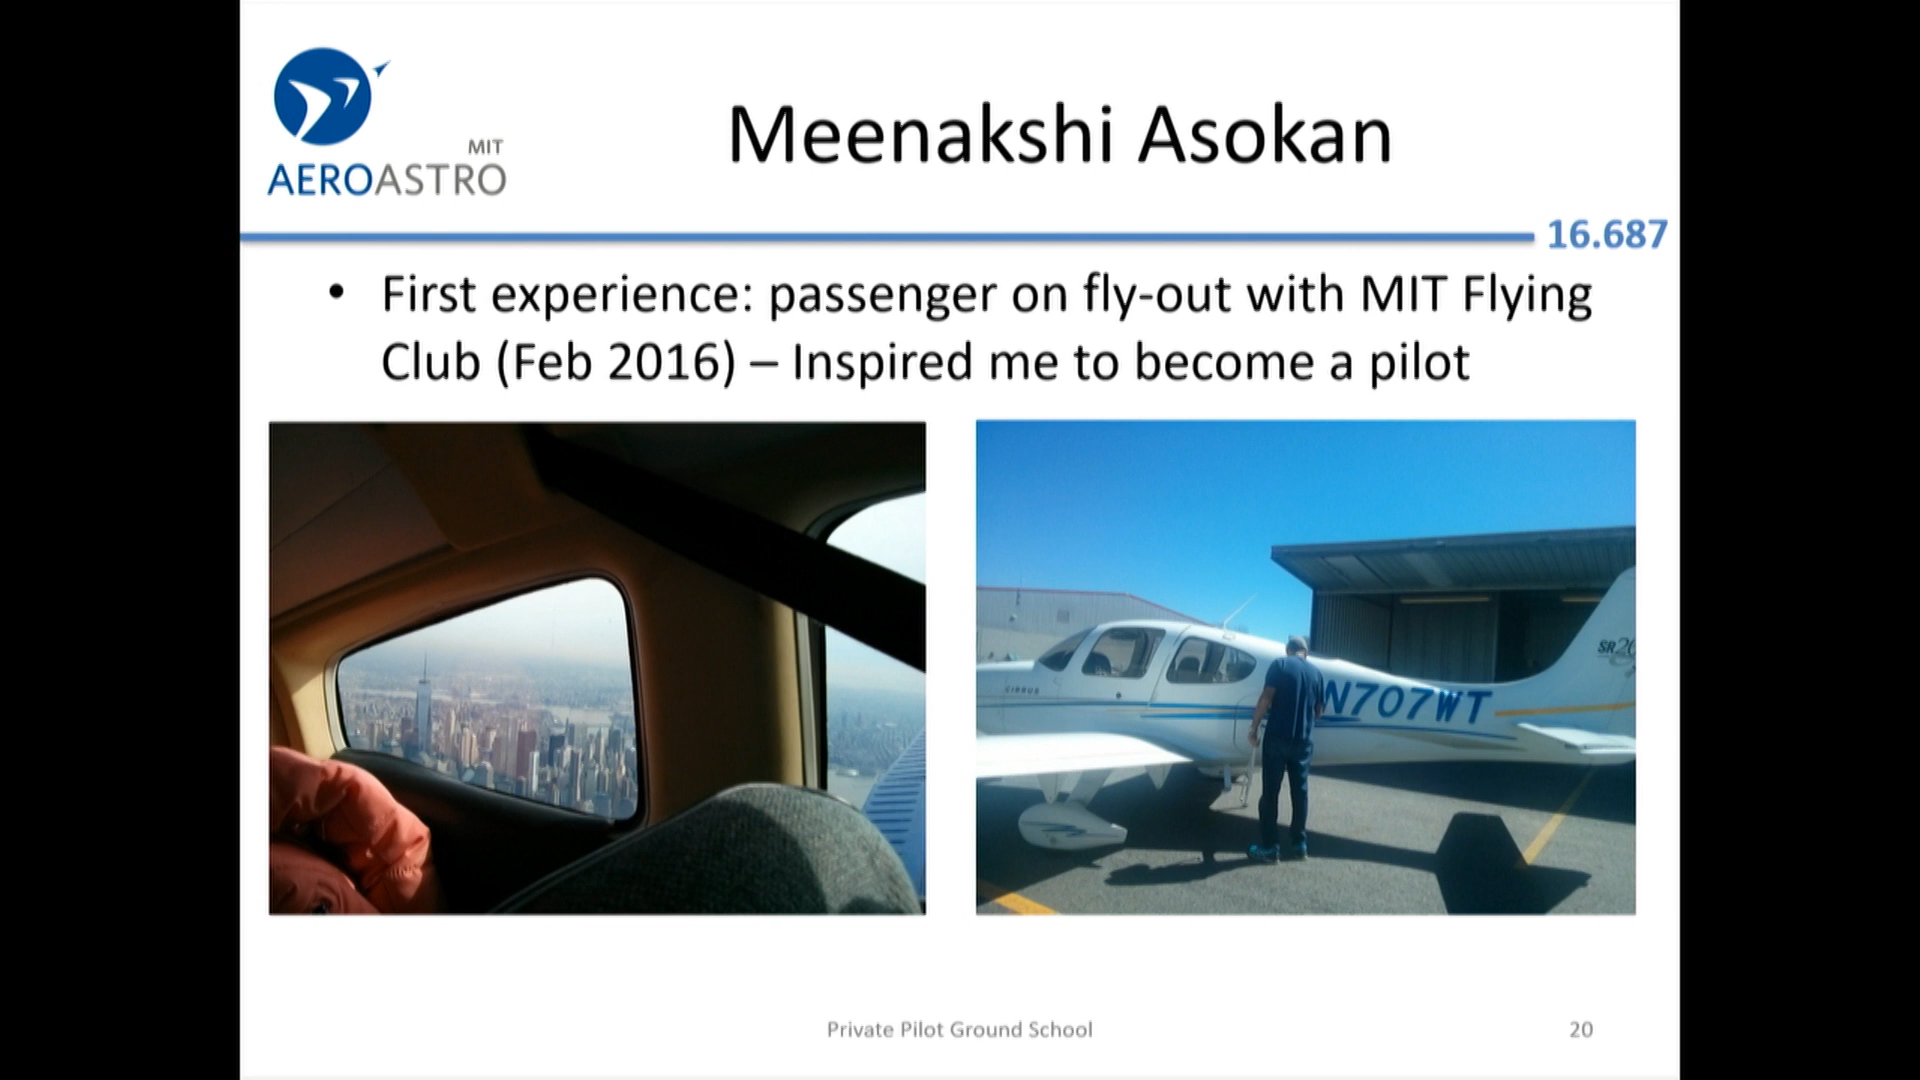 MIT
AEROASTRO
Meenakshi Asokan
16.687
• First experience: passenger on fly-out with MIT Flying
Club (Feb 2016) – Inspired me to become a pilot
CIRRUS
N707WT
SR20
Private Pilot Ground School
20